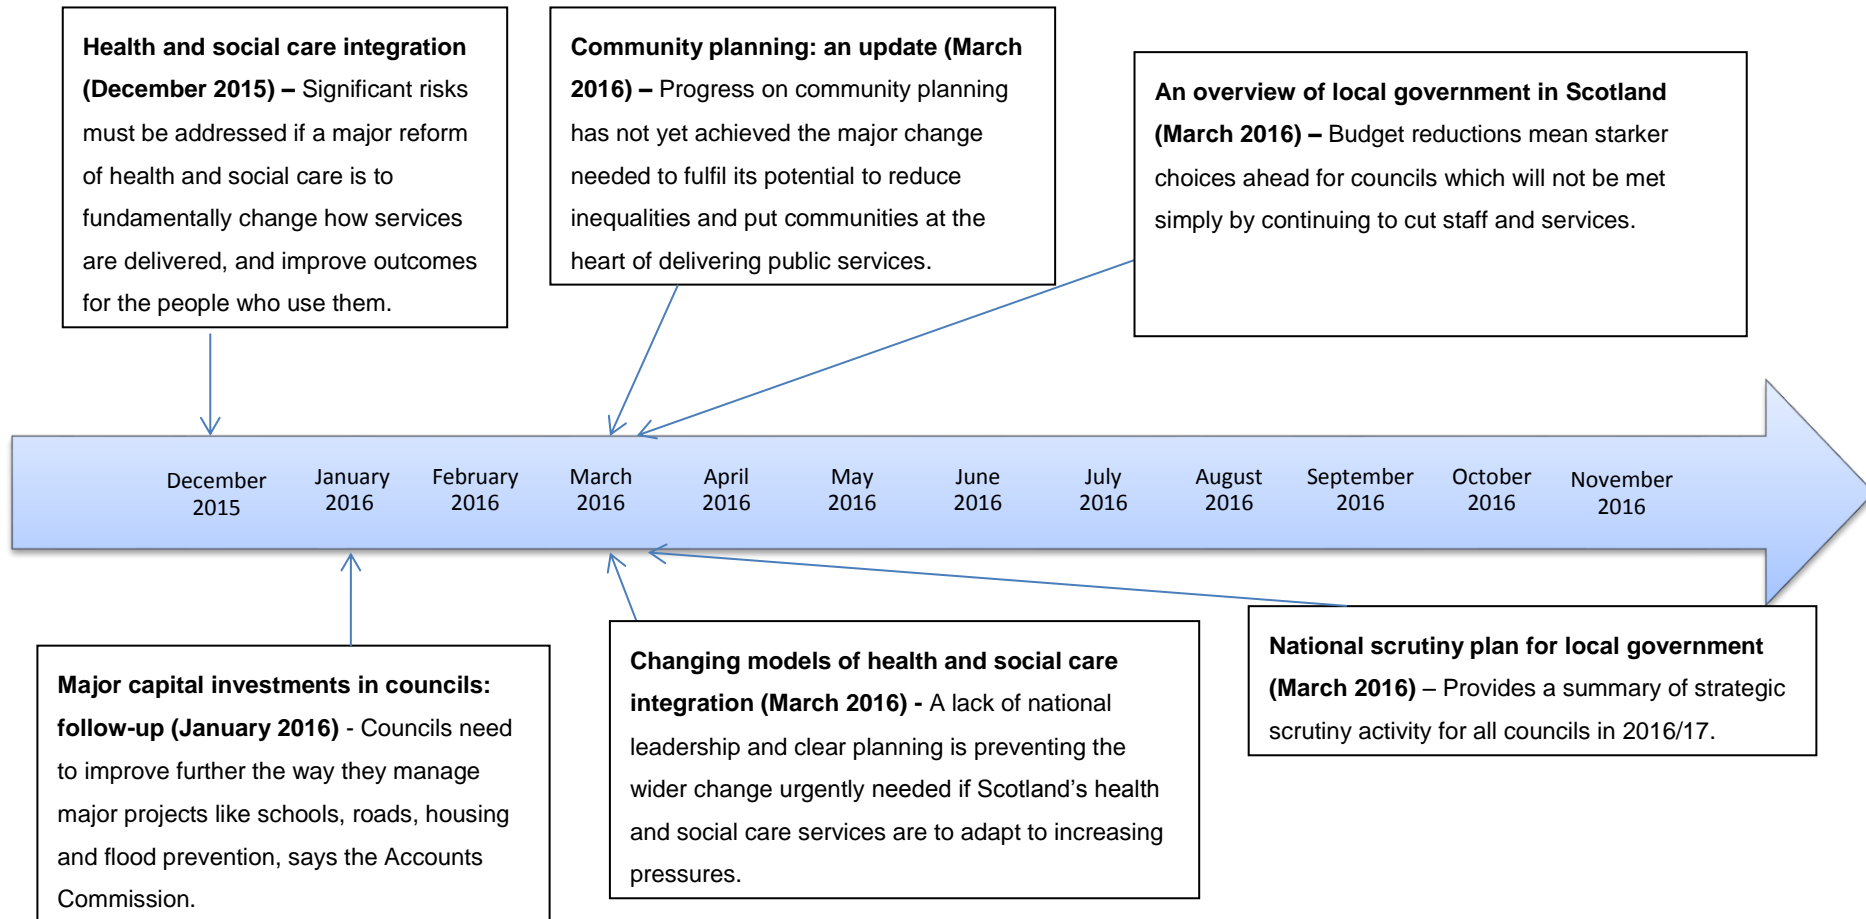 Health and social care integration
(December 2015) – Significant risks
must be addressed if a major reform
of health and social care is to
fundamentally change how services
are delivered, and improve outcomes
for the people who use them.
Community planning: an update (March
2016) – Progress on community planning
has not yet achieved the major change
needed to fulfil its potential to reduce
inequalities and put communities at the
heart of delivering public services.
An overview of local government in Scotland
(March 2016) – Budget reductions mean starker
choices ahead for councils which will not be met
simply by continuing to cut staff and services.
December
2015
January
2016
February
2016
March
2016
April
2016
May
2016
June
2016
July
2016
August
2016
September
2016
October
2016
November
2016
Major capital investments in councils:
follow-up (January 2016) - Councils need
to improve further the way they manage
major projects like schools, roads, housing
and flood prevention, says the Accounts
Commission.
Changing models of health and social care
integration (March 2016) - A lack of national
leadership and clear planning is preventing the
wider change urgently needed if Scotland’s health
and social care services are to adapt to increasing
pressures.
National scrutiny plan for local government
(March 2016) – Provides a summary of strategic
scrutiny activity for all councils in 2016/17.